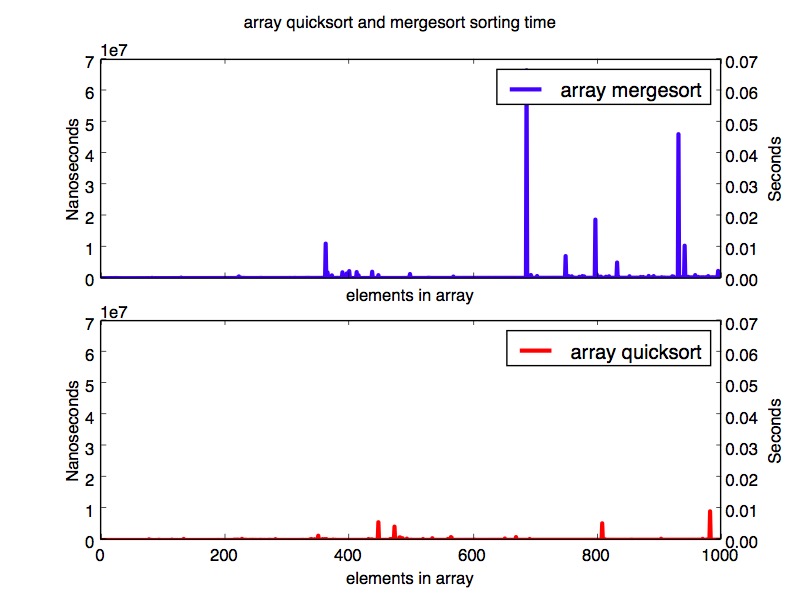 array quicksort and mergesort sorting time
1e7
7 0.07
6 0.06
5 0.05
4 0.04
3 0.03
2 0.02
1 0.01
0 0.00
Nanoseconds
Seconds
array mergesort
elements in array
1e7
7 0.07
6 0.06
5 0.05
4 0.04
3 0.03
2 0.02
1 0.01
0 0.00
Nanoseconds
Seconds
array quicksort
0 200 400 600 800 1000
elements in array